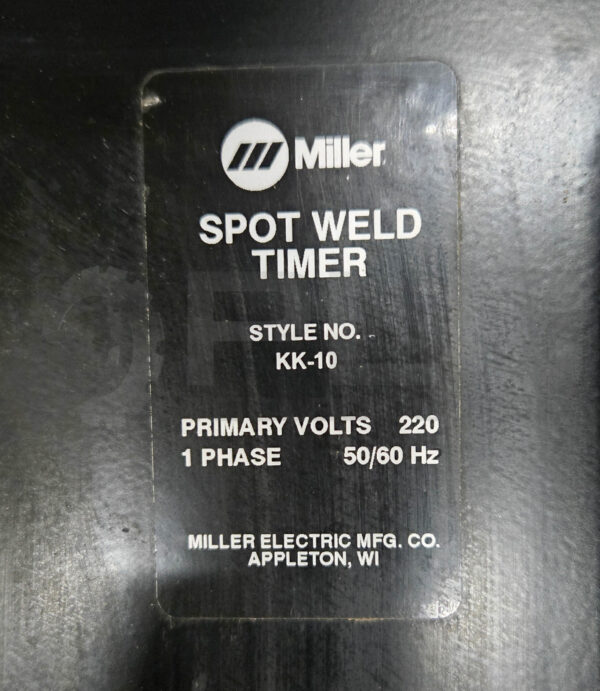 Miller
SPOT WELD
TIMER
STYLE NO.
KK-10
PRIMARY VOLTS 220
1 PHASE 50/60 Hz
MILLER ELECTRIC MFG. CO.
APPLETON, WI